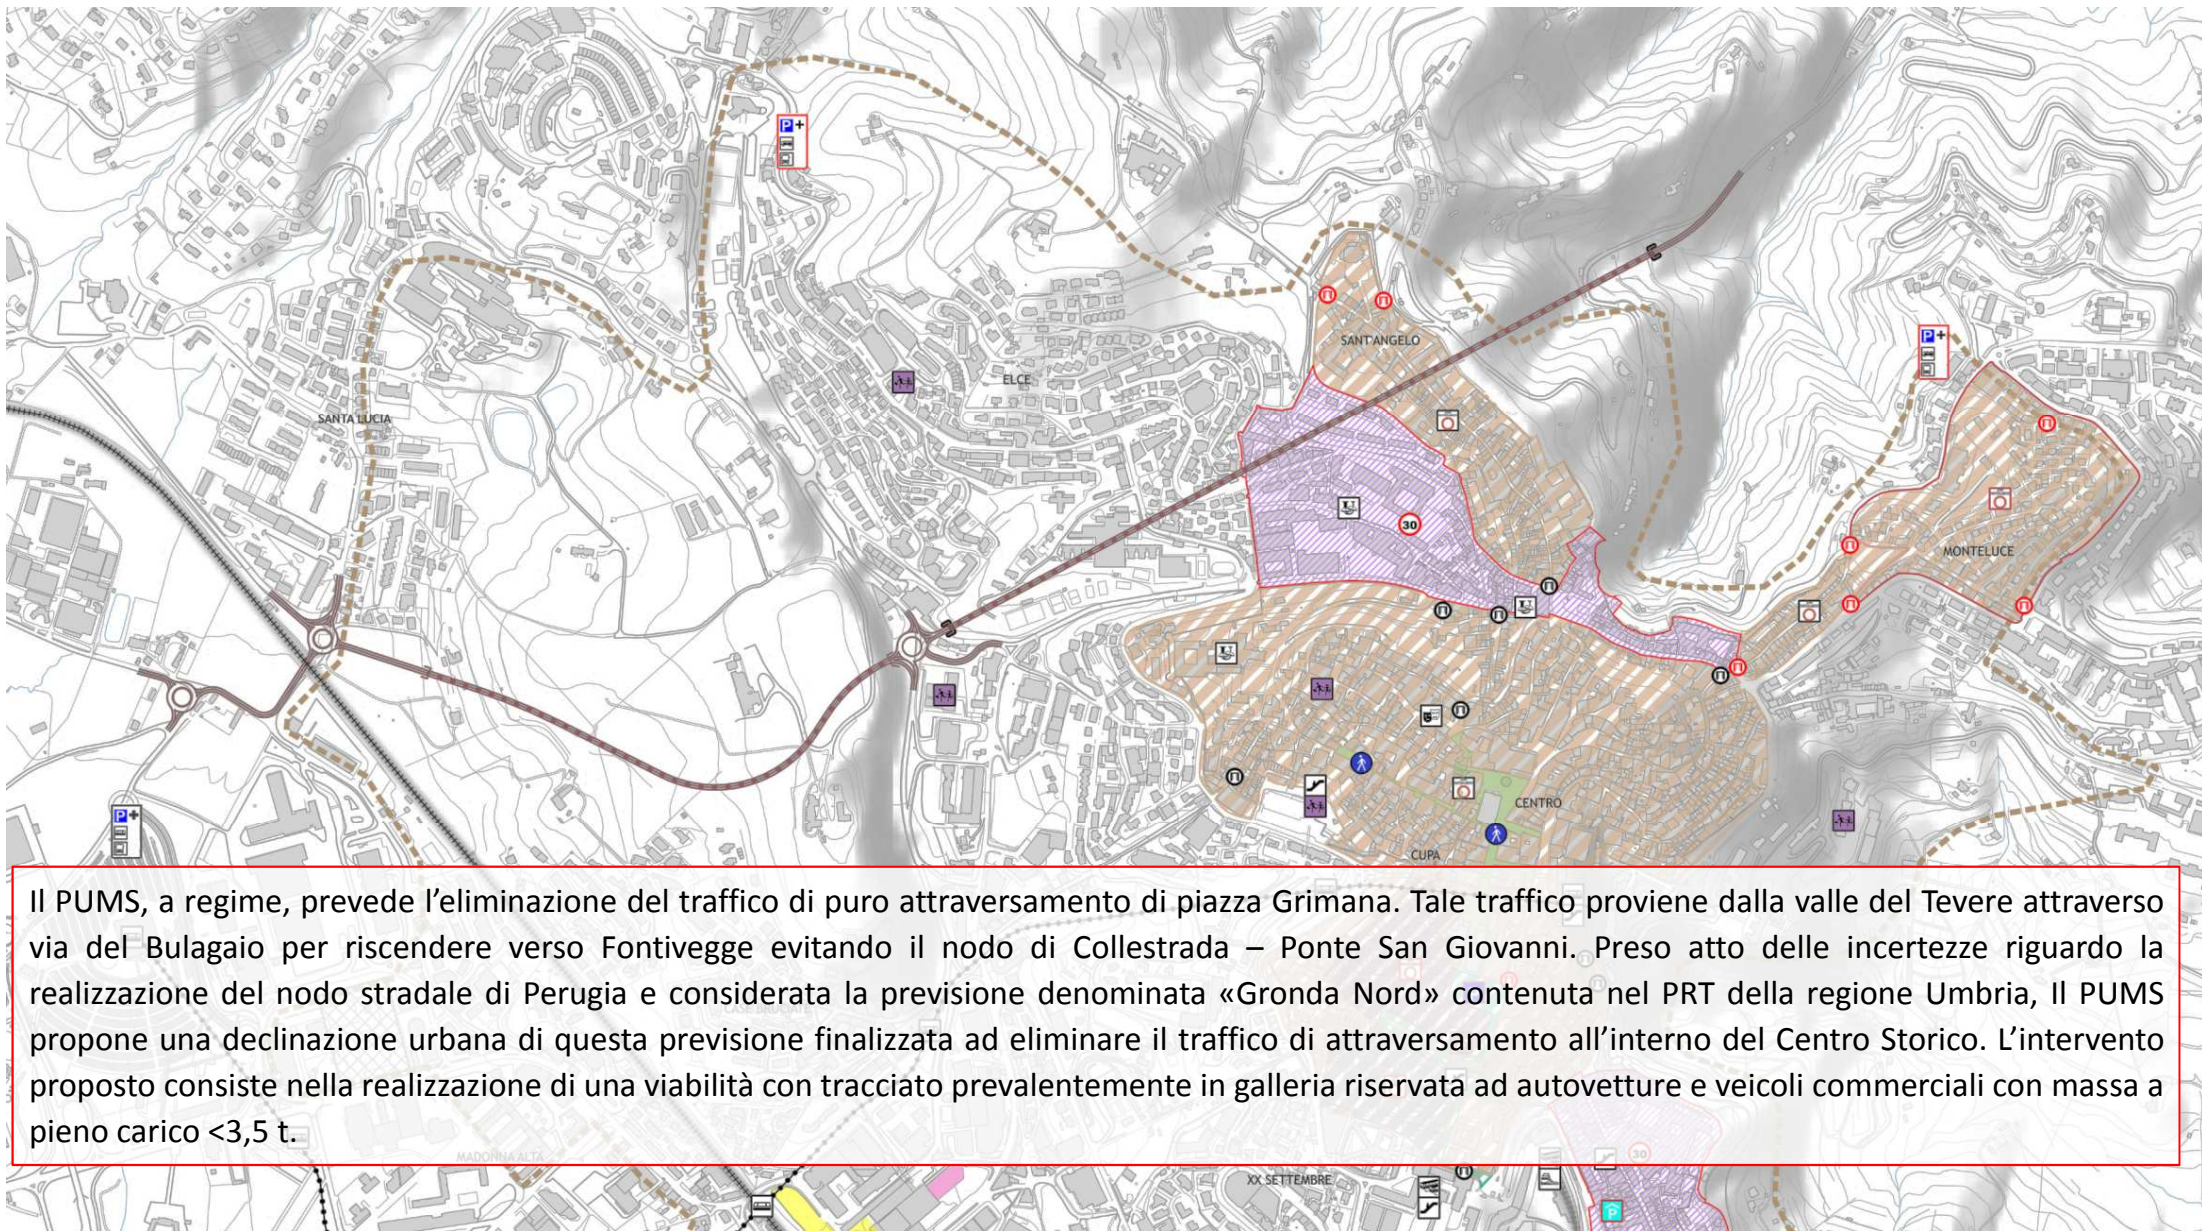 P+
SANT'ANGELO
P+
ELCE
SANTA LUCIA
30
MONTELUCE
CENTRO
P+
CUPA
Il PUMS, a regime, prevede l’eliminazione del traffico di puro attraversamento di piazza Grimana. Tale traffico proviene dalla valle del Tevere attraverso
via del Bulagaio per riscendere verso Fontivegge evitando il nodo di Collestrada – Ponte San Giovanni. Preso atto delle incertezze riguardo la
realizzazione del nodo stradale di Perugia e considerata la previsione denominata «Gronda Nord» contenuta nel PRT della regione Umbria, Il PUMS
propone una declinazione urbana di questa previsione finalizzata ad eliminare il traffico di attraversamento all’interno del Centro Storico. L’intervento
proposto consiste nella realizzazione di una viabilità con tracciato prevalentemente in galleria riservata ad autovetture e veicoli commerciali con massa a
pieno carico <3,5 t.
MADONNA ALTA
30
XX SETTEMBRE
P